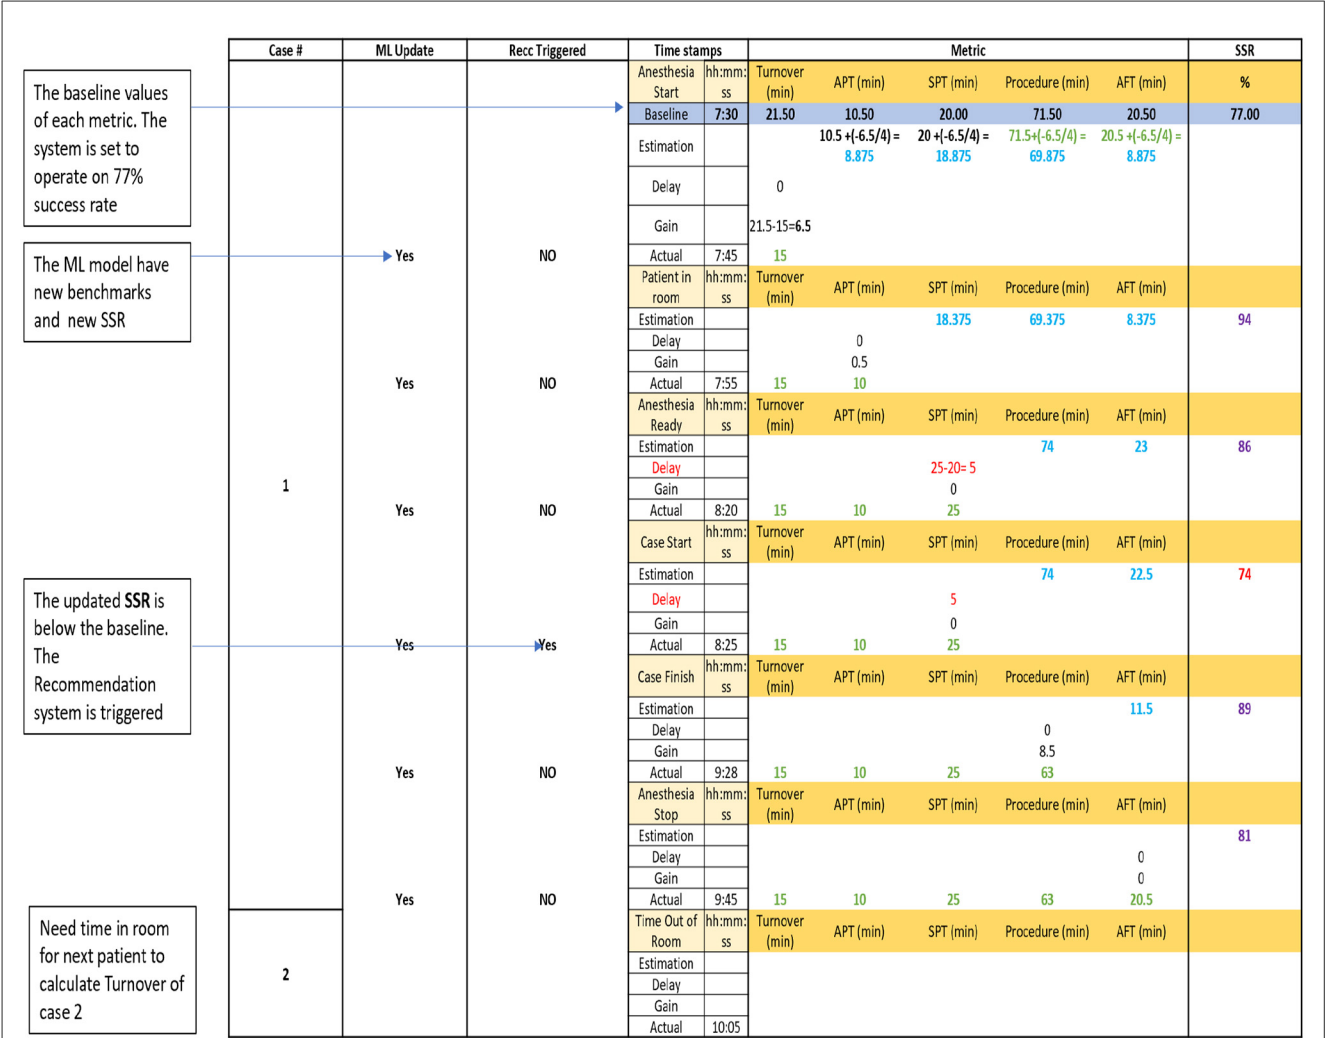 Case # ML Update Recc Triggered Time stamps Metric SSR
The baseline values
of each metric. The
system is set to
operate on 77%
success rate
Anesthesia Start hh:mm: ss Turnover (min) APT (min) SPT (min) Procedure (min) AFT (min) %
Baseline 7:30 21.50 10.50 20.00 71.50 20.50 77.00
Estimation 10.5 +(-6.5/4) = 20 +(-6.5/4) = 71.5+(-6.5/4) = 20.5 +(-6.5/4) =
8.875 18.875 69.875 8.875
Delay 0
Gain 21.5-15=6.5
The ML model have
new benchmarks
and new SSR
Yes NO Actual 7:45 15
Patient in room hh:mm: ss Turnover (min) APT (min) SPT (min) Procedure (min) AFT (min)
Estimation 18.375 69.375 8.375 94
Delay 0
Gain 0.5
Yes NO Actual 7:55 15 10
Anesthesia Ready hh:mm: ss Turnover (min) APT (min) SPT (min) Procedure (min) AFT (min)
Estimation 74 23 86
Delay 25-20= 5
1
Gain 0
Yes NO Actual 8:20 15 10 25
Case Start hh:mm: ss Turnover (min) APT (min) SPT (min) Procedure (min) AFT (min)
Estimation 74 22.5 74
The updated SSR is
below the baseline.
The
Recommendation
system is triggered
Delay 5
Gain 0
Yes Yes Actual 8:25 15 10 25
Case Finish hh:mm: ss Turnover (min) APT (min) SPT (min) Procedure (min) AFT (min)
Estimation 11.5 89
Delay 0
Gain 8.5
Yes NO Actual 9:28 15 10 25 63
Anesthesia Stop hh:mm: ss Turnover (min) APT (min) SPT (min) Procedure (min) AFT (min)
Estimation 81
Delay 0
Gain 0
Yes NO Actual 9:45 15 10 25 63 20.5
Need time in room
for next patient to
calculate Turnover of
case 2
2
Time Out of Room hh:mm: ss Turnover (min) APT (min) SPT (min) Procedure (min) AFT (min)
Estimation
Delay
Gain
Actual 10:05